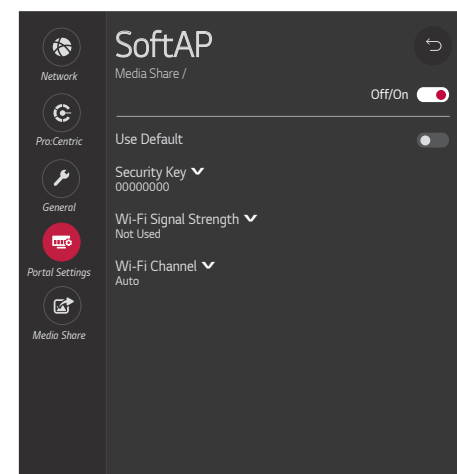 SoftAP
Media Share /
Off/On
Use Default
Security Key
00000000
Wi-Fi Signal Strength
Not Used
Wi-Fi Channel
Auto
Network
Pro:Centric
General
Portal Settings
Media Share